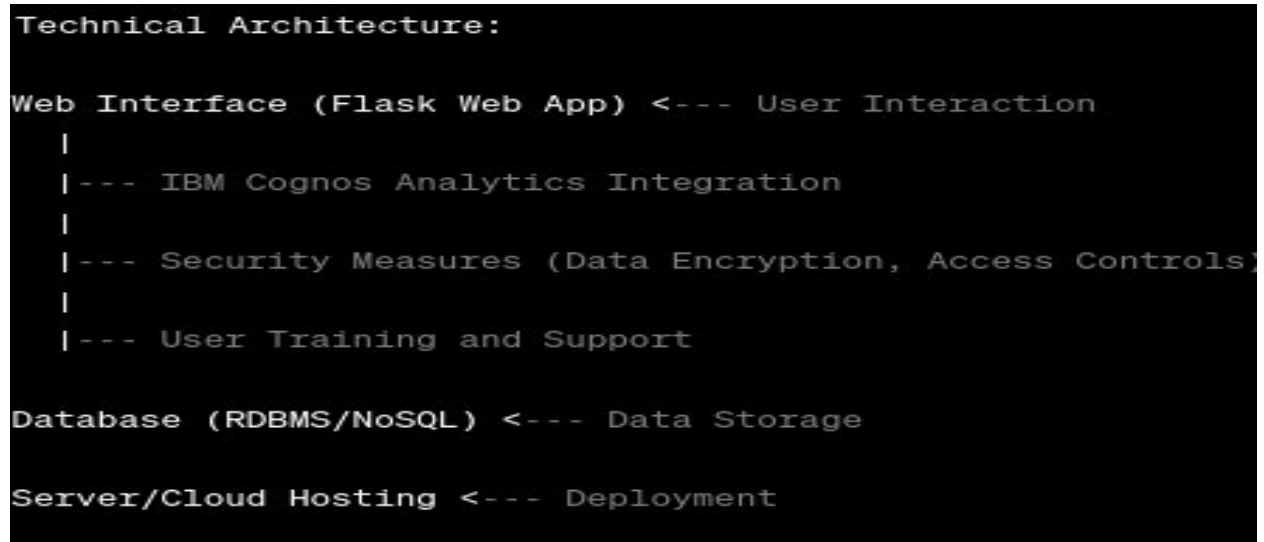 Technical Architecture:
Web Interface (Flask Web App) <--- User Interaction
|
|--- IBM Cognos Analytics Integration
|
|--- Security Measures (Data Encryption, Access Controls)
|
|--- User Training and Support
Database (RDBMS/NoSQL) <--- Data Storage
Server/Cloud Hosting <--- Deployment